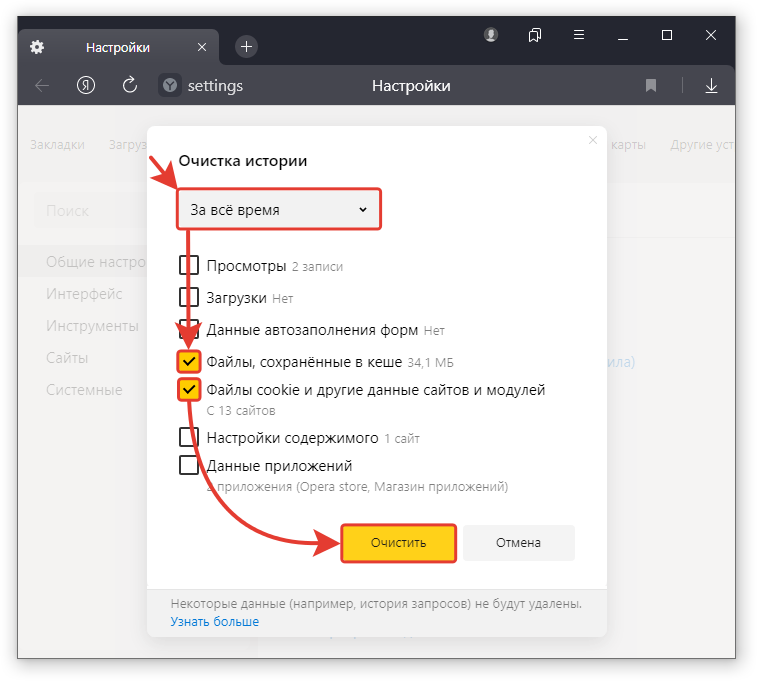 Настройки
settings
Настройки
Закладки
Загруз
карты
Другие уст
Поиск
Общие настро
Интерфейс
Инструменты
Сайты
Системные
ила)
Очистка истории
За всё время
Просмотры 2 записи
Загрузки Нет
Данные автозаполнения форм Нет
Файлы, сохранённые в кеше 34,1 МБ
Файлы cookie и другие данные сайтов и модулей
С 13 сайтов
Настройки содержимого 1 сайт
Данные приложений
2 приложения (Opera store, Магазин приложений)
Очистить
Отмена
Некоторые данные (например, история запросов) не будут удалены.
Узнать больше